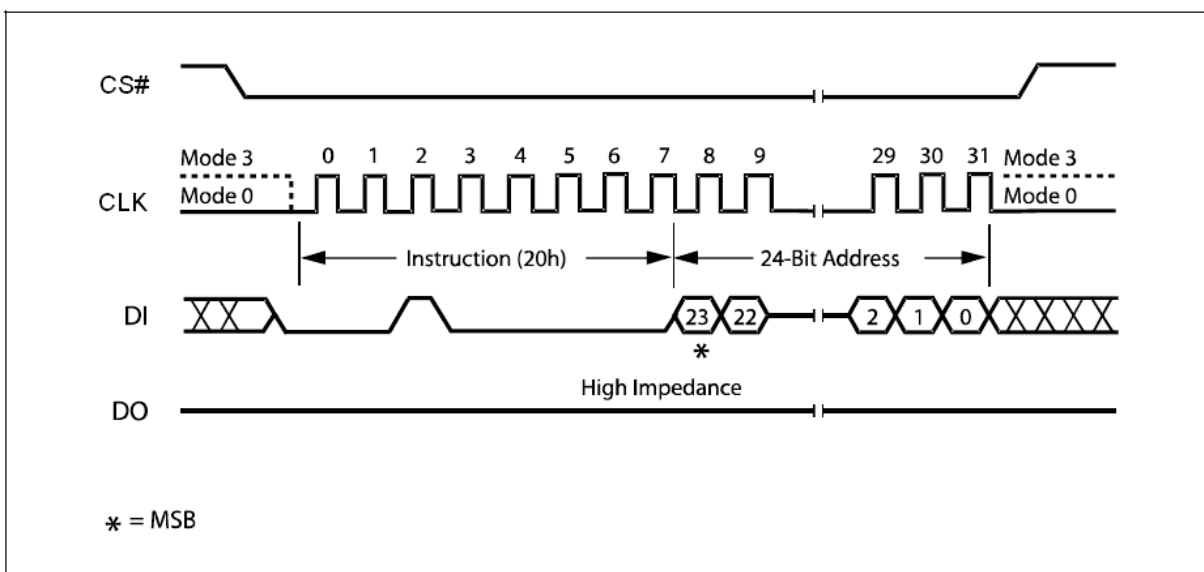 CS#
Mode 3 0 1 2 3 4 5 6 7 8 9 29 30 31 Mode 3
CLK Mode 0 Mode 0
Instruction (20h) 24-Bit Address
DI 23 22 2 1 0
*
High Impedance
DO
* = MSB